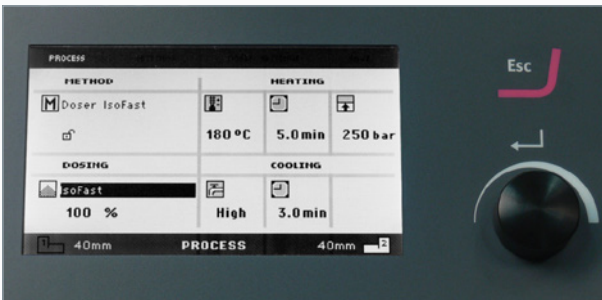 PROCESS
METHOD
HEATING
M Doser IsoFast
180 °C
5.0 min
250 bar
DOSING
COOLING
IsoFast
100 %
High
3.0 min
1 40mm
PROCESS
40mm 2
Esc